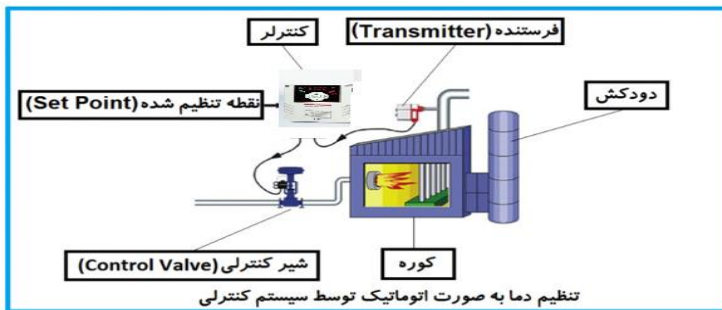 کنترلر
فرستنده (Transmitter)
نقطه تنظیم شده (Set Point)
دودکش
شیر کنترلی (Control Valve)
کوره
تنظیم دما به صورت اتوماتیک توسط سیستم کنترلی